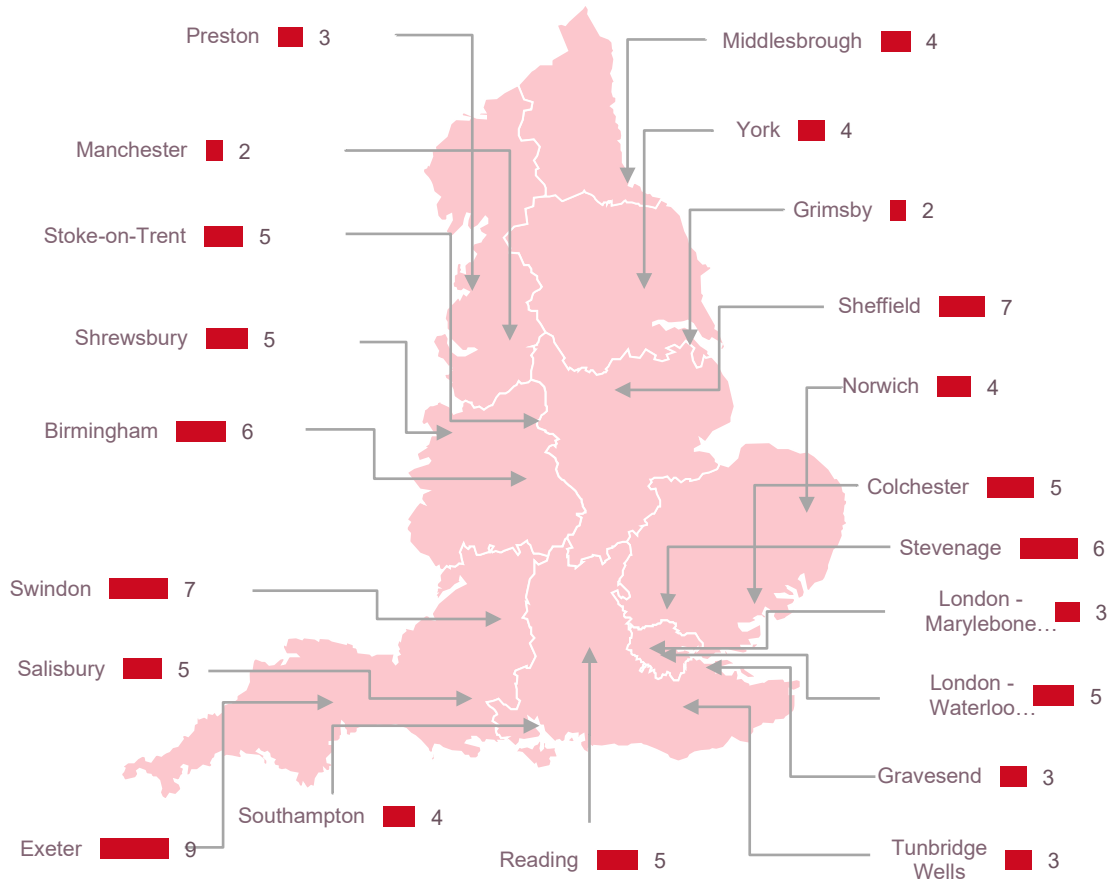 Preston 3
Middlesbrough 4
York 4
Manchester 2
Grimsby 2
Stoke-on-Trent 5
Sheffield 7
Shrewsbury 5
Norwich 4
Birmingham 6
Colchester 5
Stevenage 6
Swindon 7
London -
Marylebone… 3
Salisbury 5
London -
Waterloo… 5
Gravesend 3
Southampton 4
Exeter 9
Reading 5
Tunbridge
Wells 3